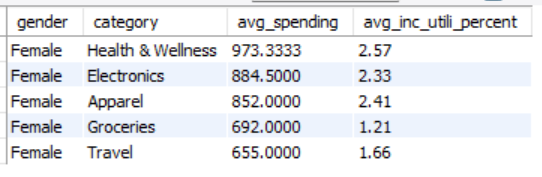 gender category avg_spending avg_inc_utili_percent
Female Health & Wellness 973.3333 2.57
Female Electronics 884.5000 2.33
Female Apparel 852.0000 2.41
Female Groceries 692.0000 1.21
Female Travel 655.0000 1.66